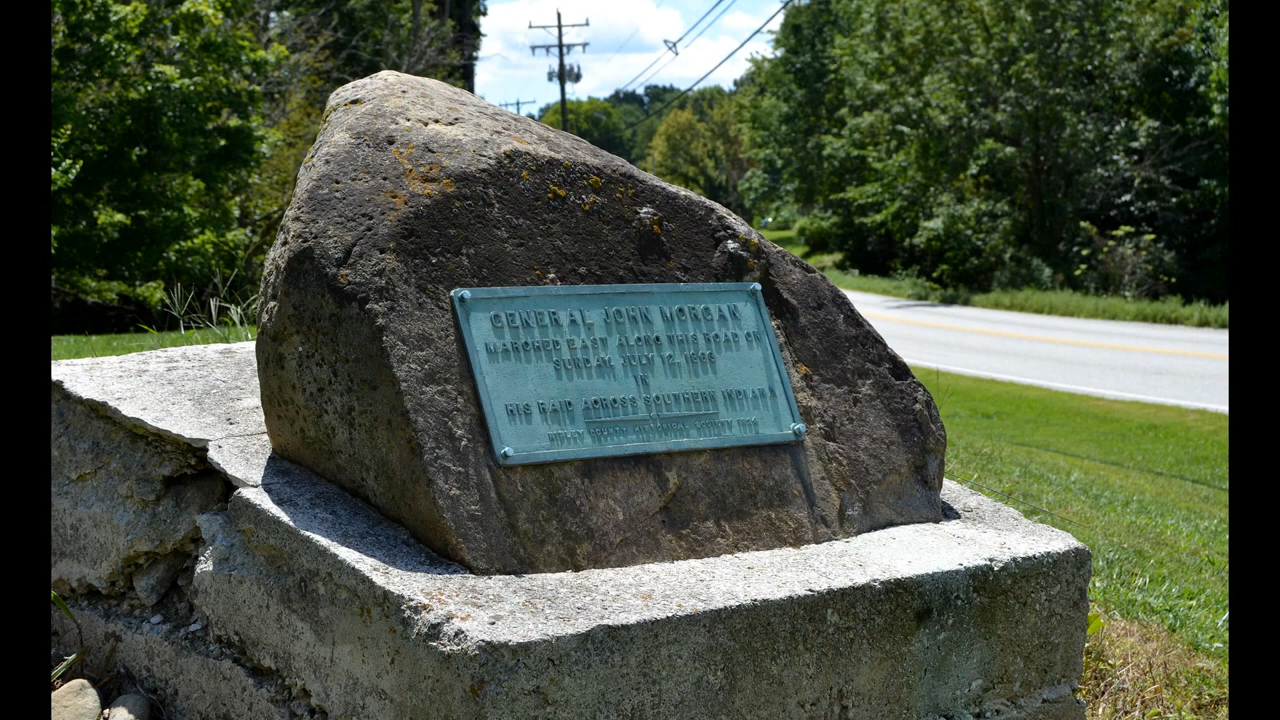 GENERAL JOHN MORGAN
MARCHED EAST ALONG THIS ROAD ON
SUNDAY, JULY 12, 1863
IN
HIS RAID ACROSS SOUTHERN INDIANA
RIPLEY COUNTY HISTORICAL SOCIETY